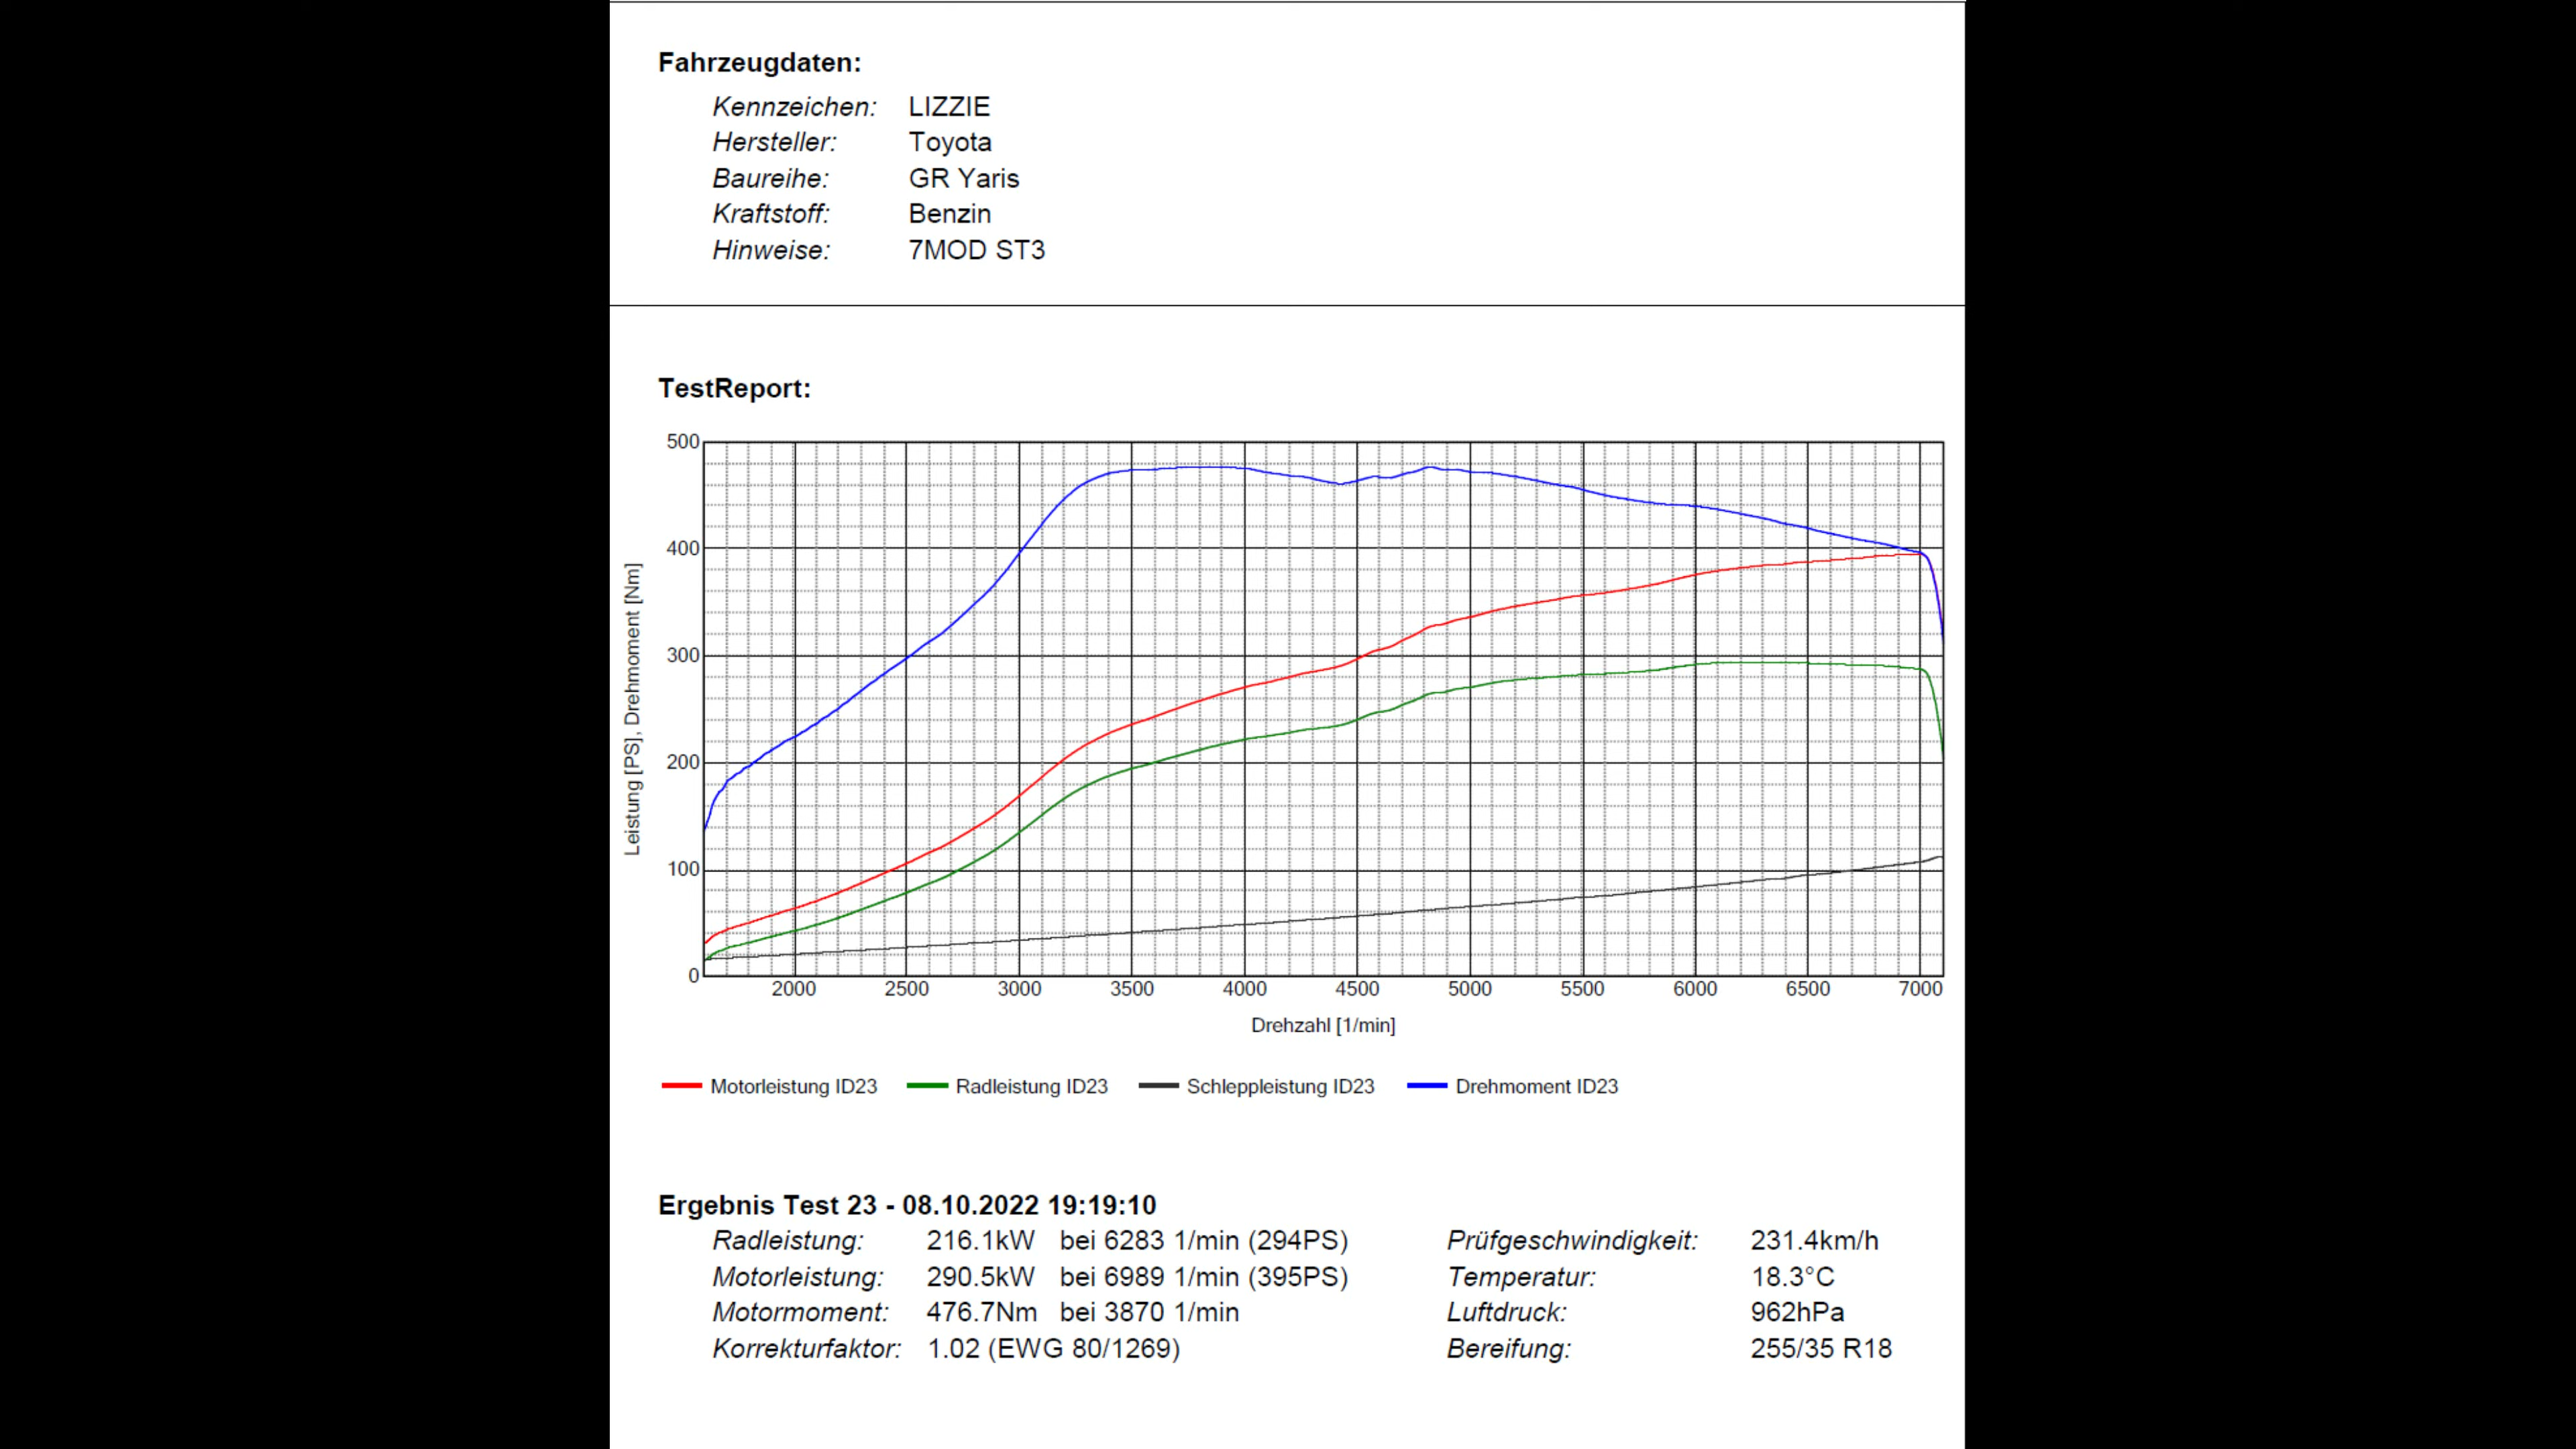 Fahrzeugdaten:
Kennzeichen: LIZZIE
Hersteller: Toyota
Baureihe: GR Yaris
Kraftstoff: Benzin
Hinweise: 7MOD ST3
TestReport:
Leistung [PS], Drehmoment [Nm]
500
400
300
200
100
0
2000 2500 3000 3500 4000 4500 5000 5500 6000 6500 7000
Drehzahl [1/min]
Motorleistung ID23 Radleistung ID23 Schleppleistung ID23 Drehmoment ID23
Ergebnis Test 23 - 08.10.2022 19:19:10
Radleistung: 216.1kW bei 6283 1/min (294PS) Prüfgeschwindigkeit: 231.4km/h
Motorleistung: 290.5kW bei 6989 1/min (395PS) Temperatur: 18.3°C
Motormoment: 476.7Nm bei 3870 1/min Luftdruck: 962hPa
Korrekturfaktor: 1.02 (EWG 80/1269) Bereifung: 255/35 R18